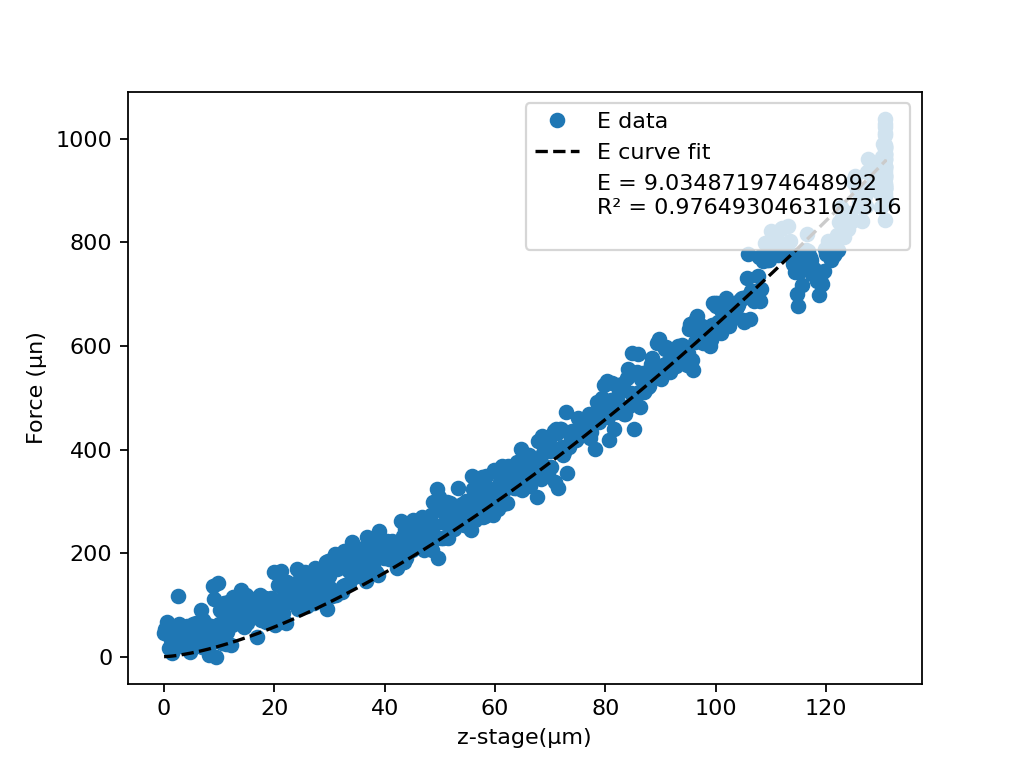 E data
E curve fit
E = 9.034871974648992
R² = 0.9764930463167316
1000
800
600
400
200
0
Force (μn)
0 20 40 60 80 100 120
z-stage(μm)